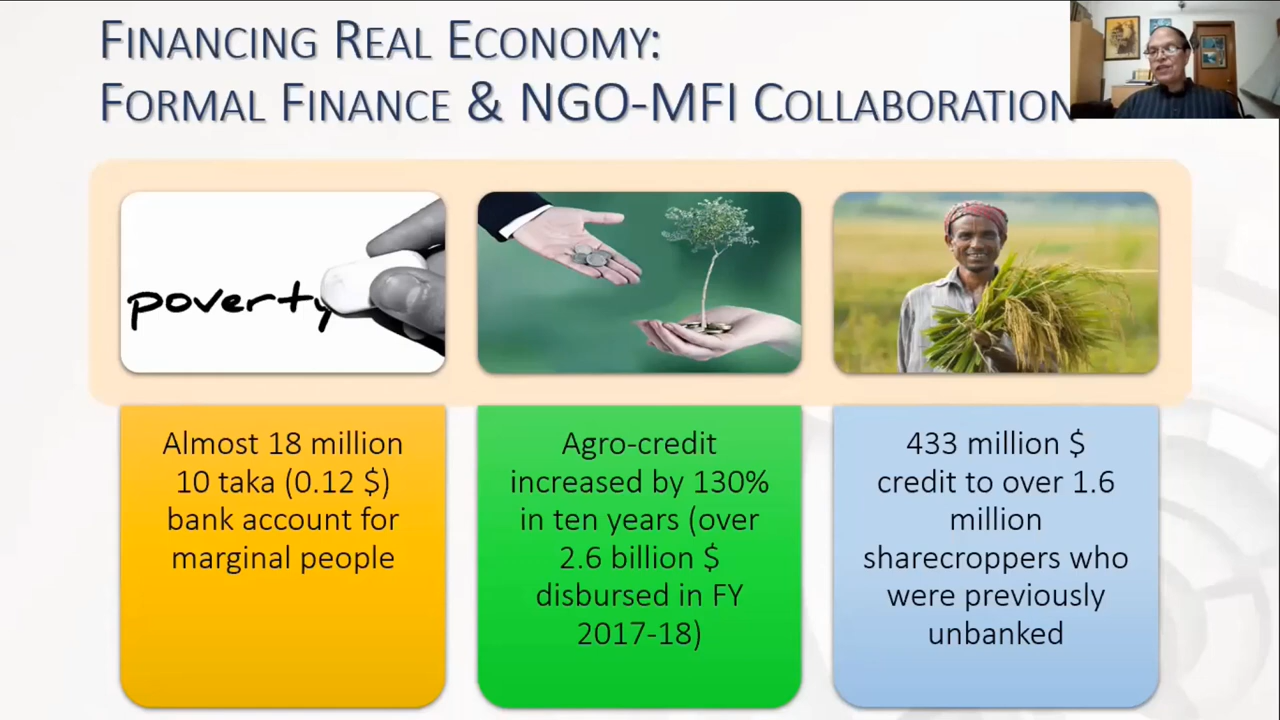 FINANCING REAL ECONOMY:
FORMAL FINANCE & NGO-MFI COLLABORATION
poverty
Almost 18 million
10 taka (0.12 $)
bank account for
marginal people
Agro-credit
increased by 130%
in ten years (over
2.6 billion $
disbursed in FY
2017-18)
433 million $
credit to over 1.6
million
sharecroppers who
were previously
unbanked